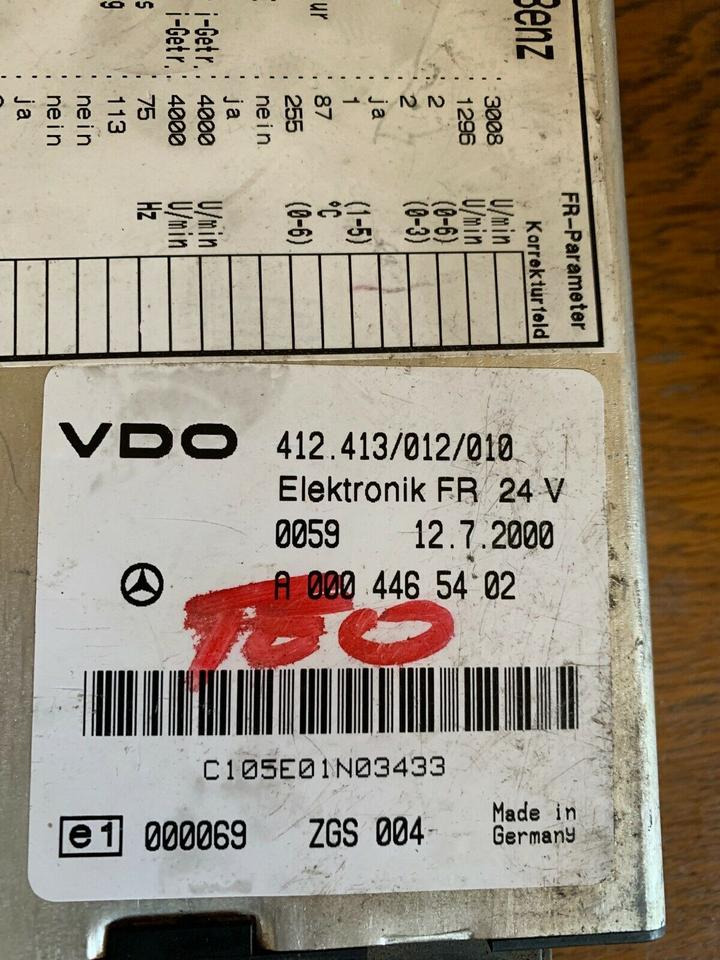 Benz
FR-Parameter
Korrekturfeld
3008 U/min
1296 U/min
2 (0-6)
2 (0-3)
ja
1 (1-5)
ur 87 °C
255 (0-6)
nein
ja
i-Getr. 4000 U/min
i-Getr. 4000 U/min
s 75 Hz
g 113
nein
nein
ja
VDO 412.413/012/010
Elektronik FR 24 V
0059 12.7.2000
A 000 446 54 02
C105E01N03433
e1 000069 ZGS 004
Made in
Germany